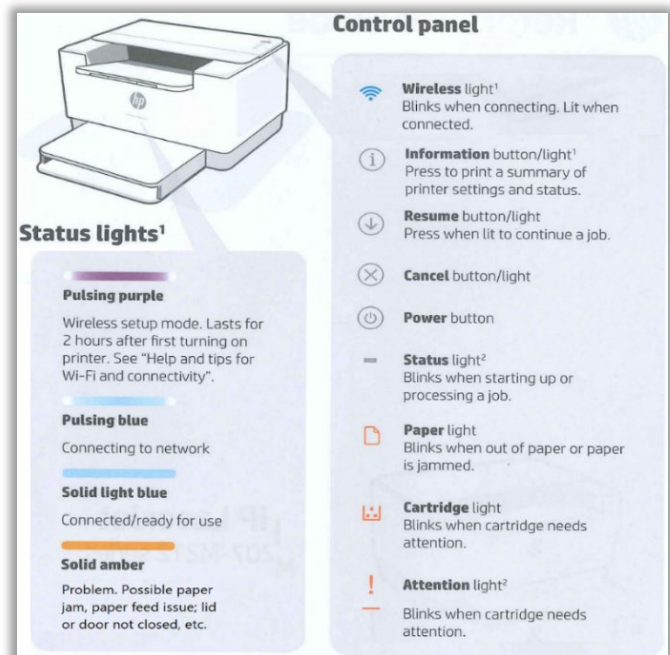 Control panel
Wireless light¹
Blinks when connecting. Lit when
connected.
Information button/light¹
Press to print a summary of
printer settings and status.
Resume button/light
Press when lit to continue a job.
Cancel button/light
Power button
Status light²
Blinks when starting up or
processing a job.
Paper light
Blinks when out of paper or paper
is jammed.
Cartridge light
Blinks when cartridge needs
attention.
Attention light²
Blinks when cartridge needs
attention.
hp
Status lights¹
Pulsing purple
Wireless setup mode. Lasts for
2 hours after first turning on
printer. See "Help and tips for
Wi-Fi and connectivity".
Pulsing blue
Connecting to network
Solid light blue
Connected/ready for use
Solid amber
Problem. Possible paper
jam, paper feed issue; lid
or door not closed, etc.